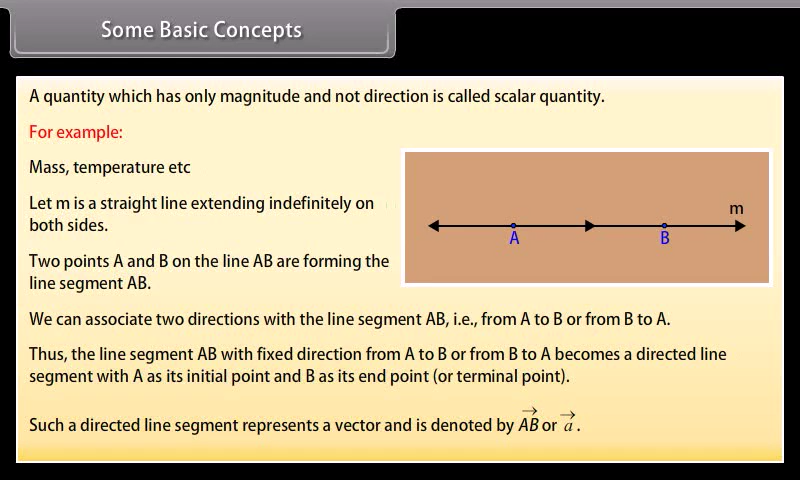 Some Basic Concepts
A quantity which has only magnitude and not direction is called scalar quantity.
For example:
Mass, temperature etc
Let m is a straight line extending indefinitely on
both sides.
Two points A and B on the line AB are forming the
line segment AB.
m
A B
We can associate two directions with the line segment AB, i.e., from A to B or from B to A.
Thus, the line segment AB with fixed direction from A to B or from B to A becomes a directed line
segment with A as its initial point and B as its end point (or terminal point).
Such a directed line segment represents a vector and is denoted by $\overrightarrow{AB}$ or $\overrightarrow{a}$.